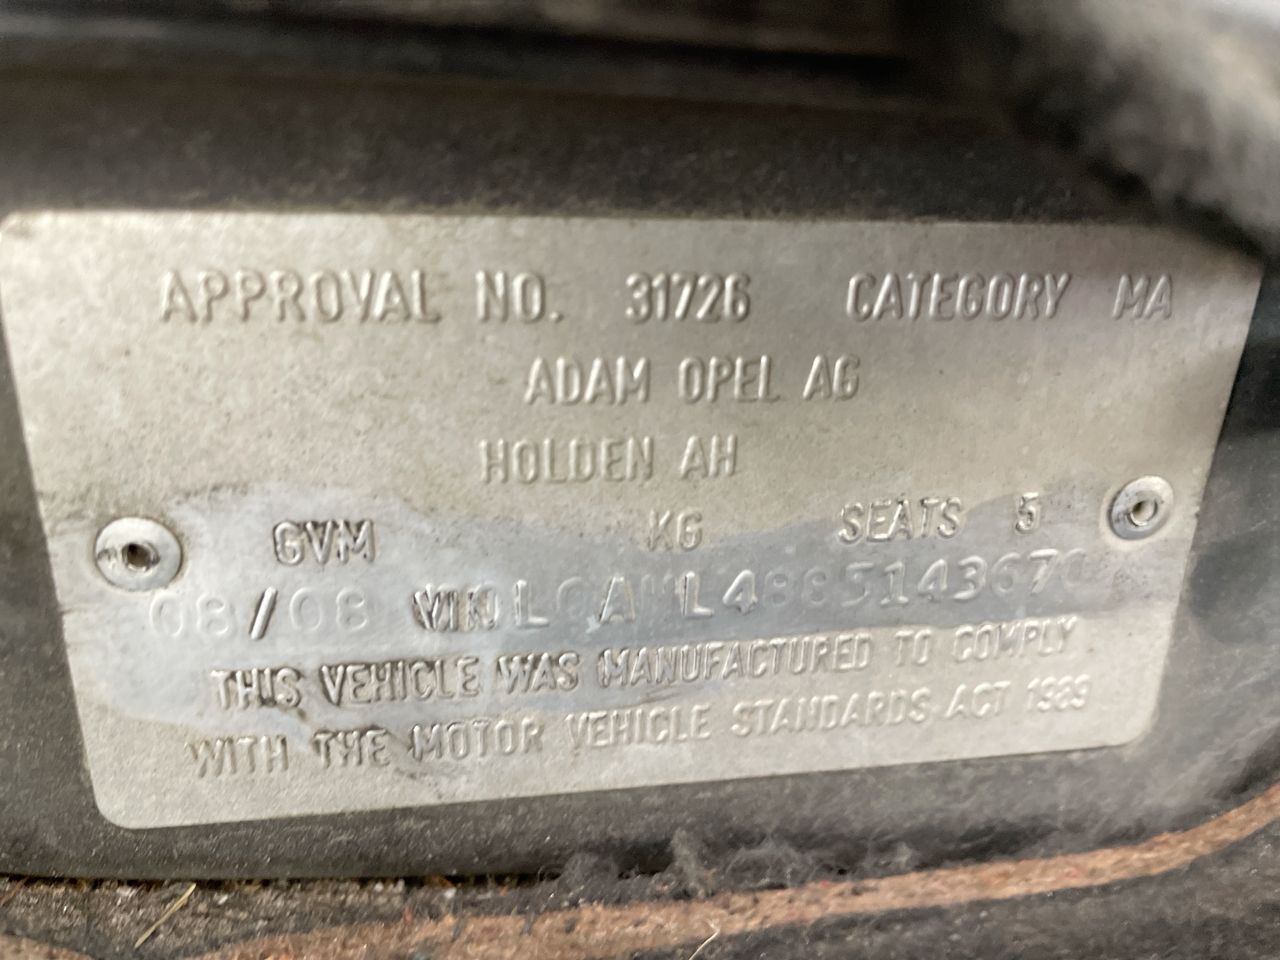 APPROVAL NO. 31726 CATEGORY MA
ADAM OPEL AG
HOLDEN AH
GVM KG SEATS 5
08/08
THIS VEHICLE WAS MANUFACTURED TO COMPLY
WITH THE MOTOR VEHICLE STANDARDS ACT 1989